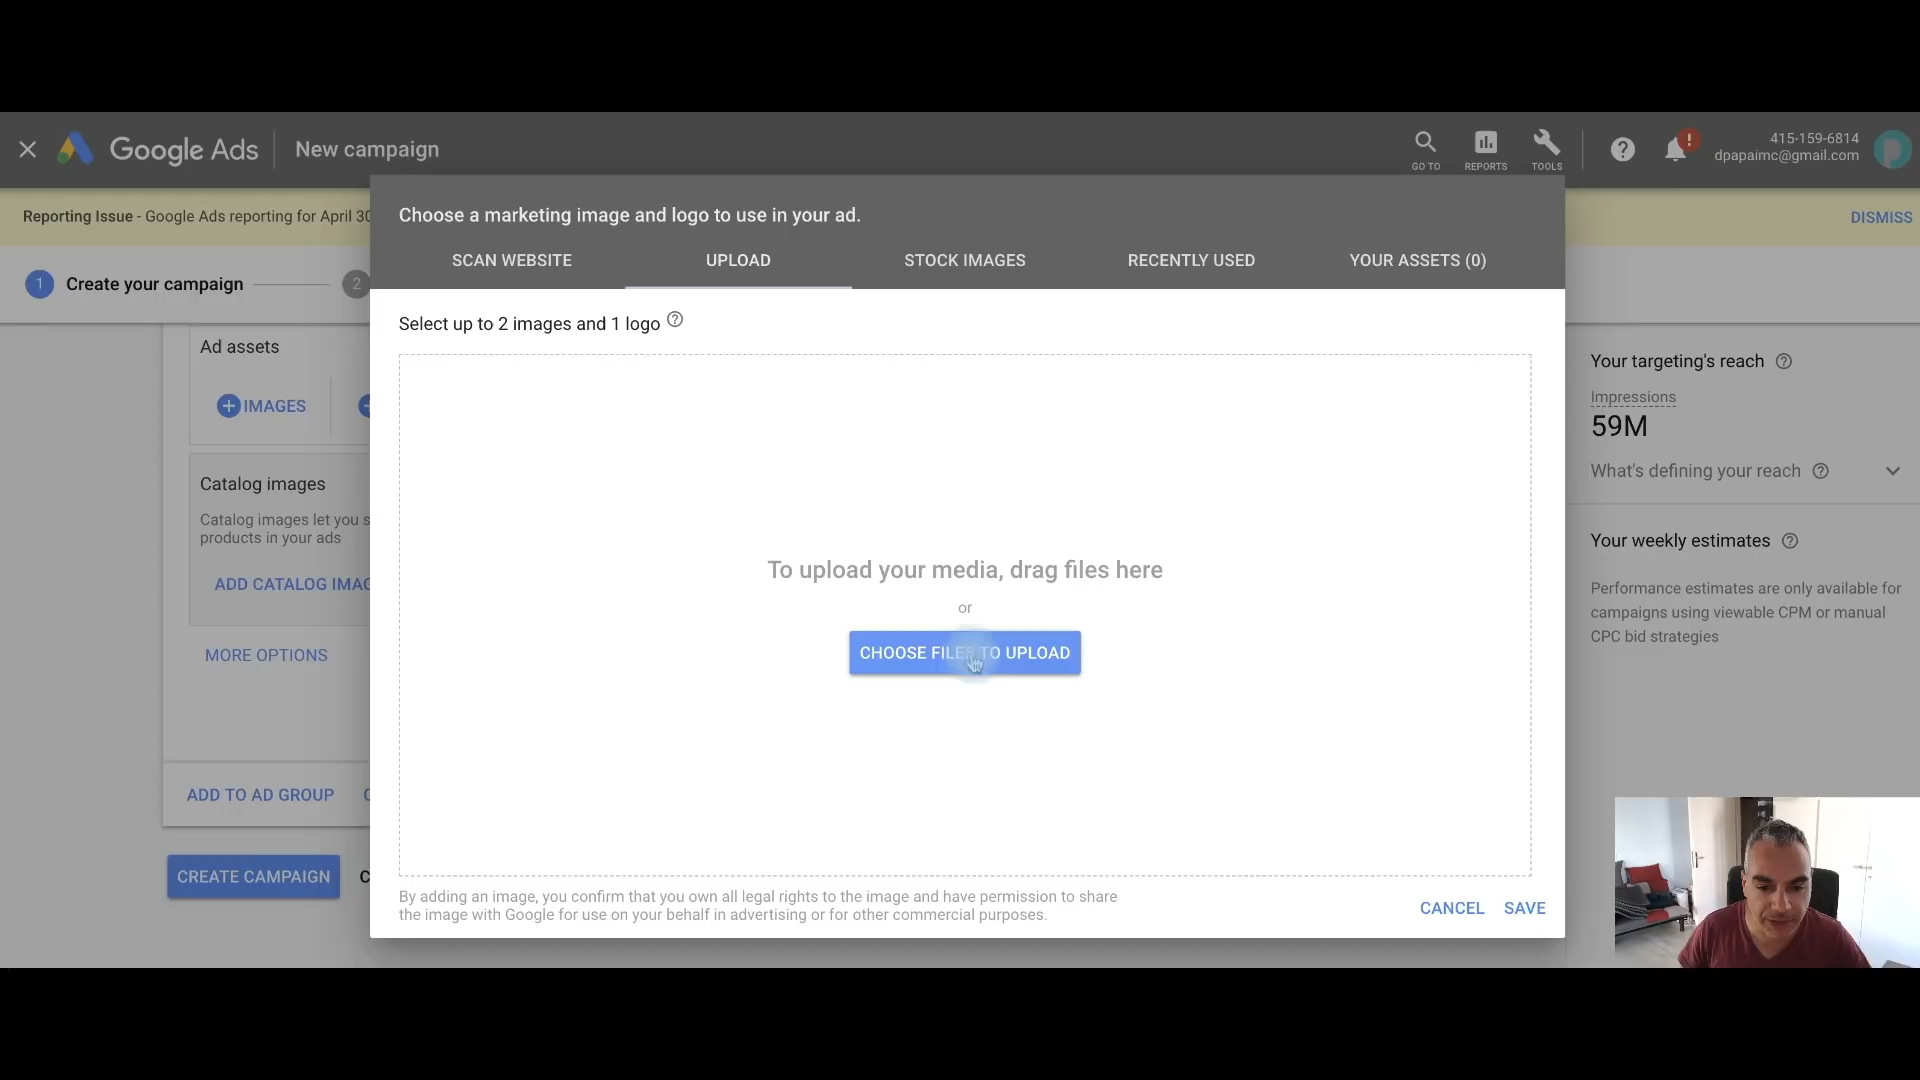 Google Ads
New campaign
GO TO
REPORTS
TOOLS
415-159-6814
dpapaimc@gmail.com
Reporting Issue - Google Ads reporting for April 30
DISMISS
Choose a marketing image and logo to use in your ad.
SCAN WEBSITE
UPLOAD
STOCK IMAGES
RECENTLY USED
YOUR ASSETS (0)
1
Create your campaign
2
Select up to 2 images and 1 logo
Ad assets
IMAGES
Catalog images
Catalog images let you s
products in your ads
ADD CATALOG IMAG
MORE OPTIONS
ADD TO AD GROUP
C
CREATE CAMPAIGN
C
To upload your media, drag files here
or
CHOOSE FILES TO UPLOAD
By adding an image, you confirm that you own all legal rights to the image and have permission to share
the image with Google for use on your behalf in advertising or for other commercial purposes.
CANCEL
SAVE
Your targeting's reach
Impressions
59M
What's defining your reach
Your weekly estimates
Performance estimates are only available for
campaigns using viewable CPM or manual
CPC bid strategies